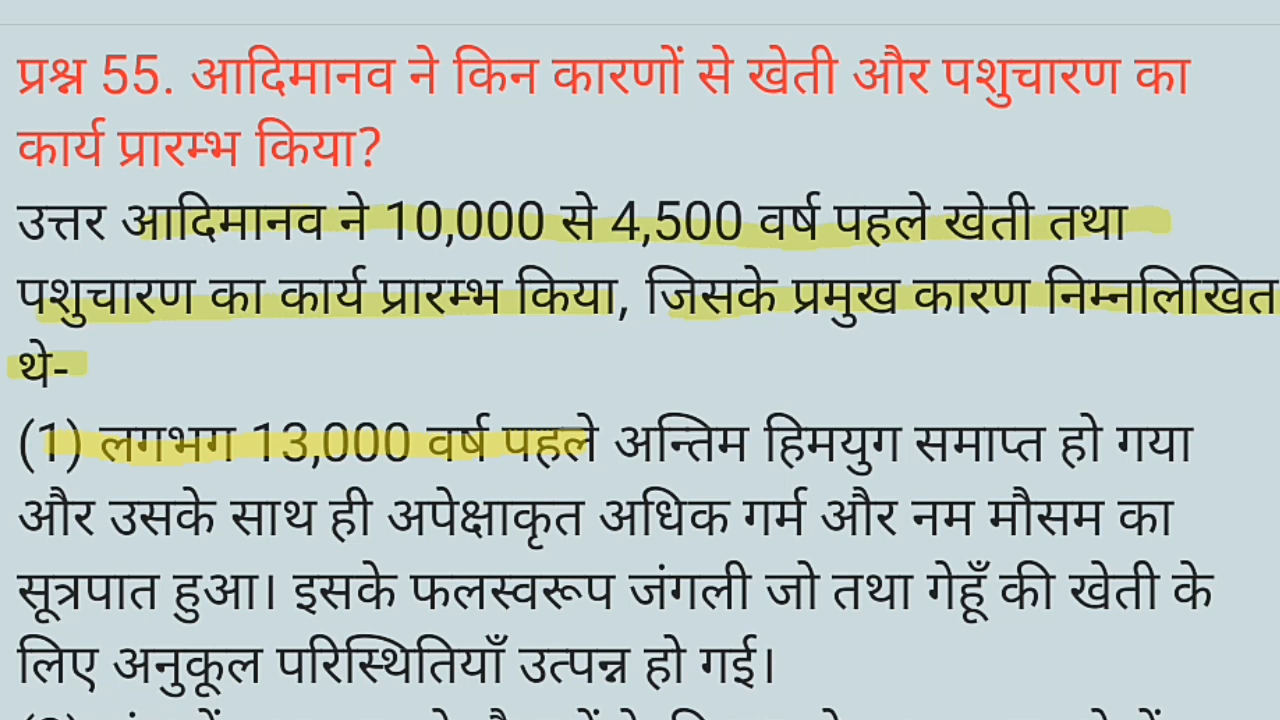 प्रश्न 55. आदिमानव ने किन कारणों से खेती और पशुचारण का
कार्य प्रारम्भ किया?
उत्तर आदिमानव ने 10,000 से 4,500 वर्ष पहले खेती तथा
पशुचारण का कार्य प्रारम्भ किया, जिसके प्रमुख कारण निम्नलिखित
थे-
(1) लगभग 13,000 वर्ष पहले अन्तिम हिमयुग समाप्त हो गया
और उसके साथ ही अपेक्षाकृत अधिक गर्म और नम मौसम का
सूत्रपात हुआ। इसके फलस्वरूप जंगली जो तथा गेहूँ की खेती के
लिए अनुकूल परिस्थितियाँ उत्पन्न हो गई।